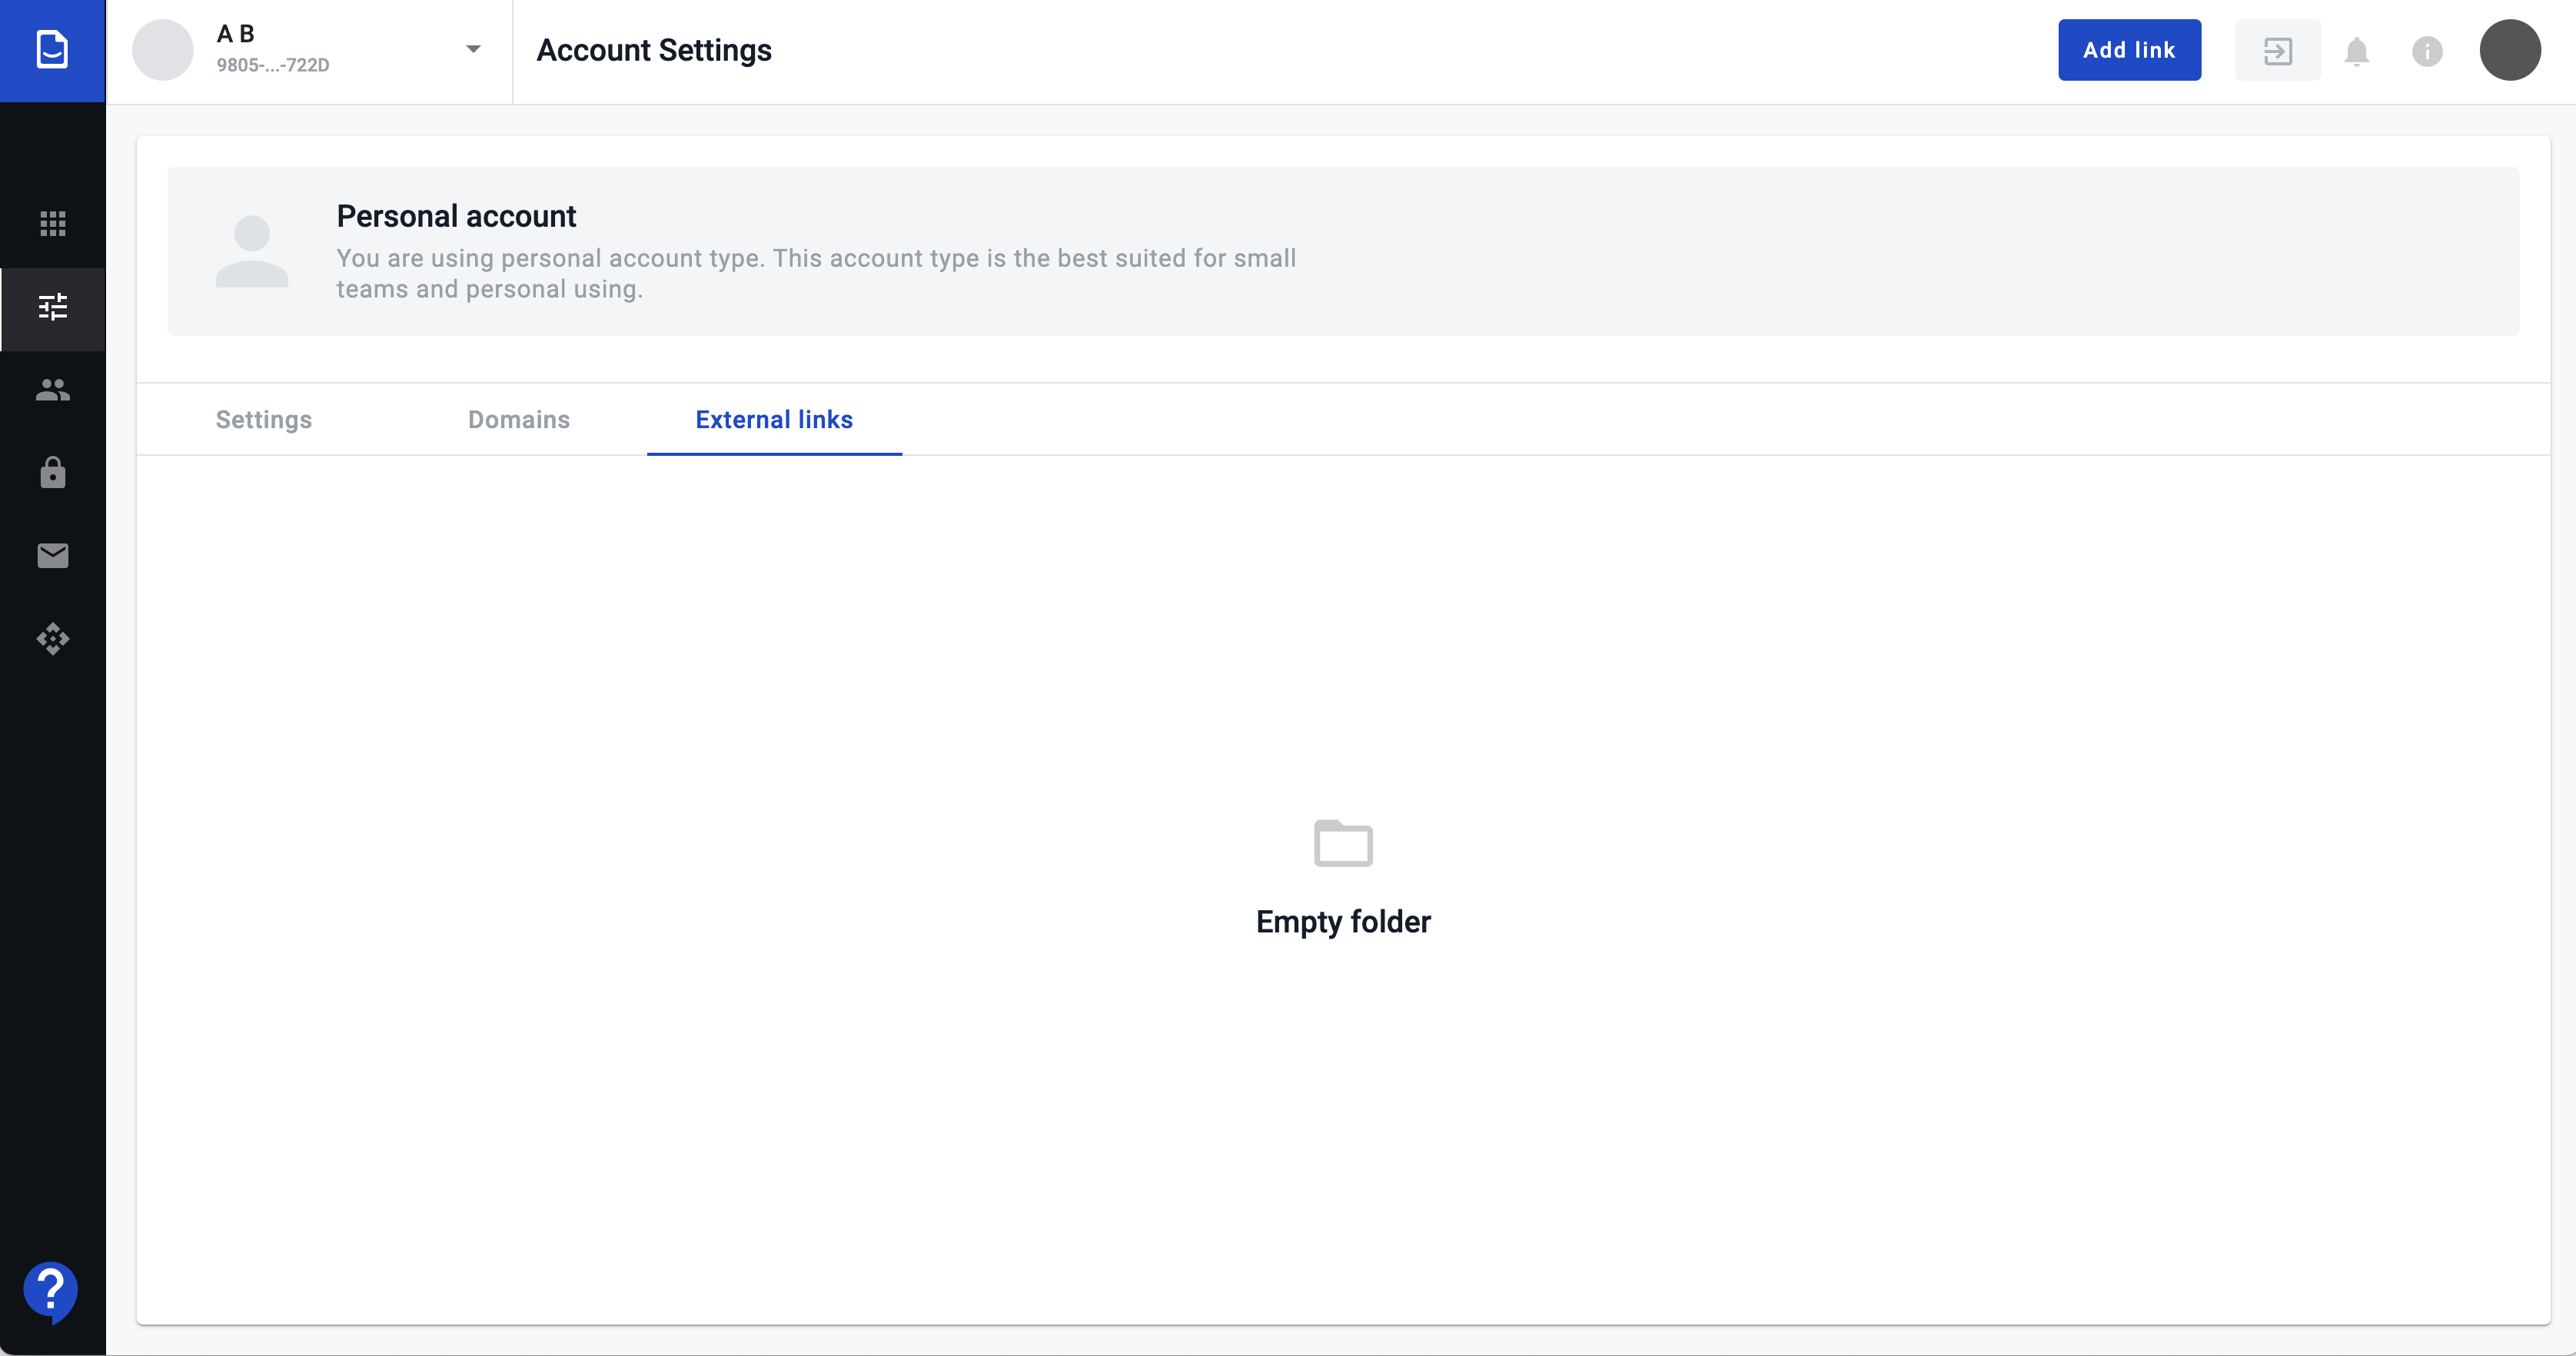 A B
9805-...-722D
Account Settings
Add link
Personal account
You are using personal account type. This account type is the best suited for small
teams and personal using.
Settings
Domains
External links
Empty folder